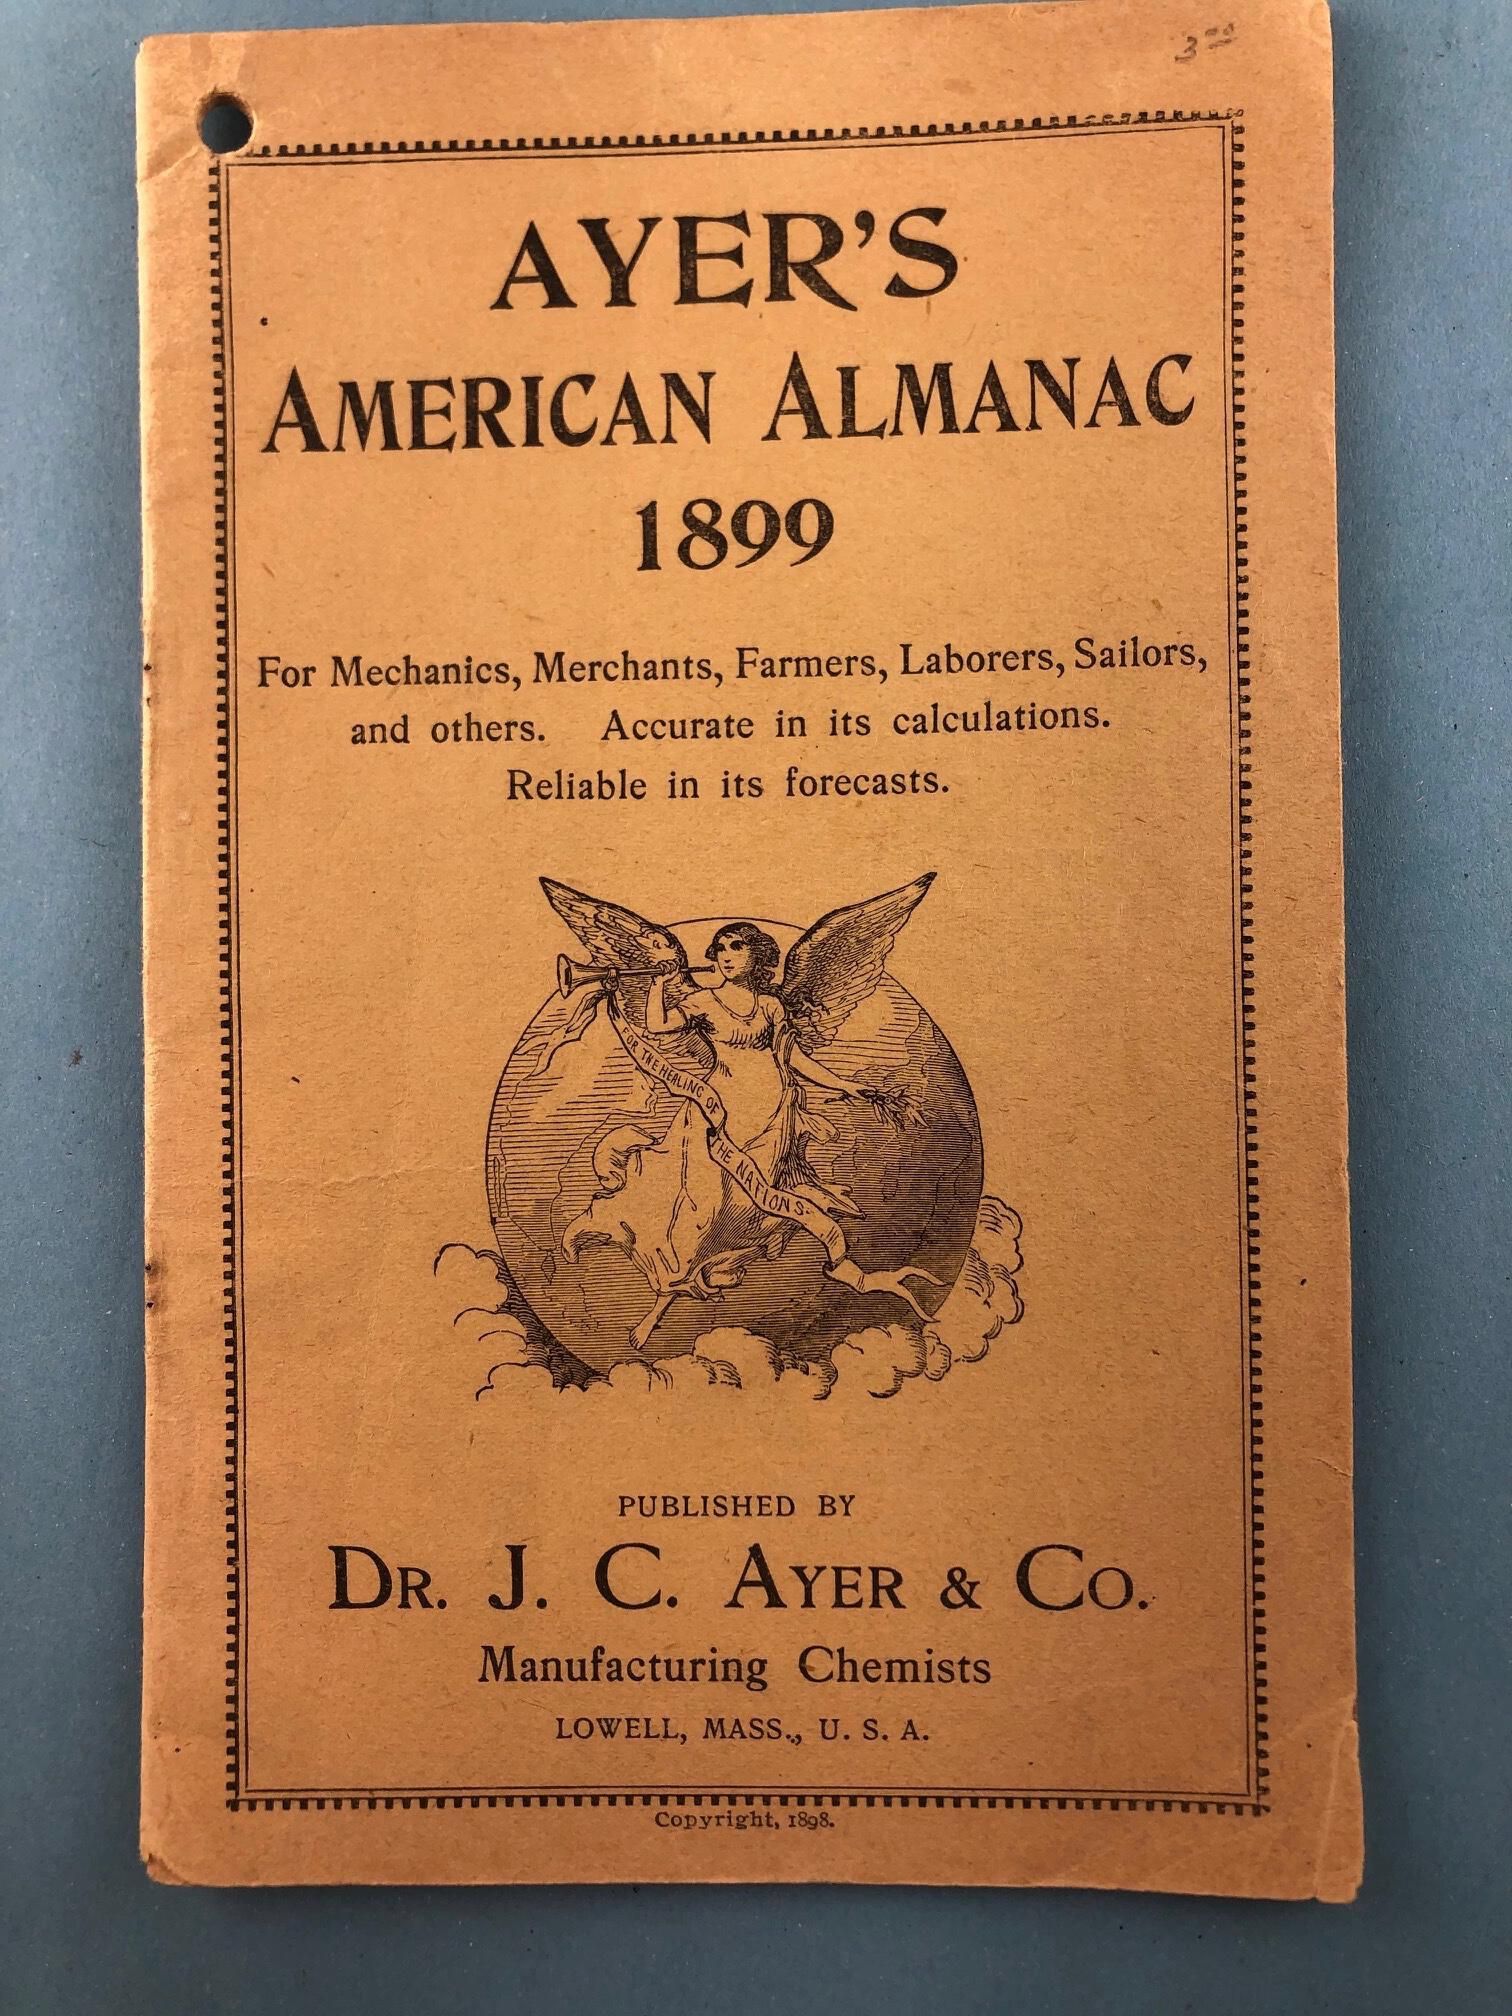 3 00
AYER'S
AMERICAN ALMANAC
1899
For Mechanics, Merchants, Farmers, Laborers, Sailors,
and others. Accurate in its calculations.
Reliable in its forecasts.
FOR THE HEALING OF
THE NATIONS.
PUBLISHED BY
DR. J. C. AYER & CO.
Manufacturing Chemists
LOWELL, MASS., U. S. A.
Copyright, 1898.